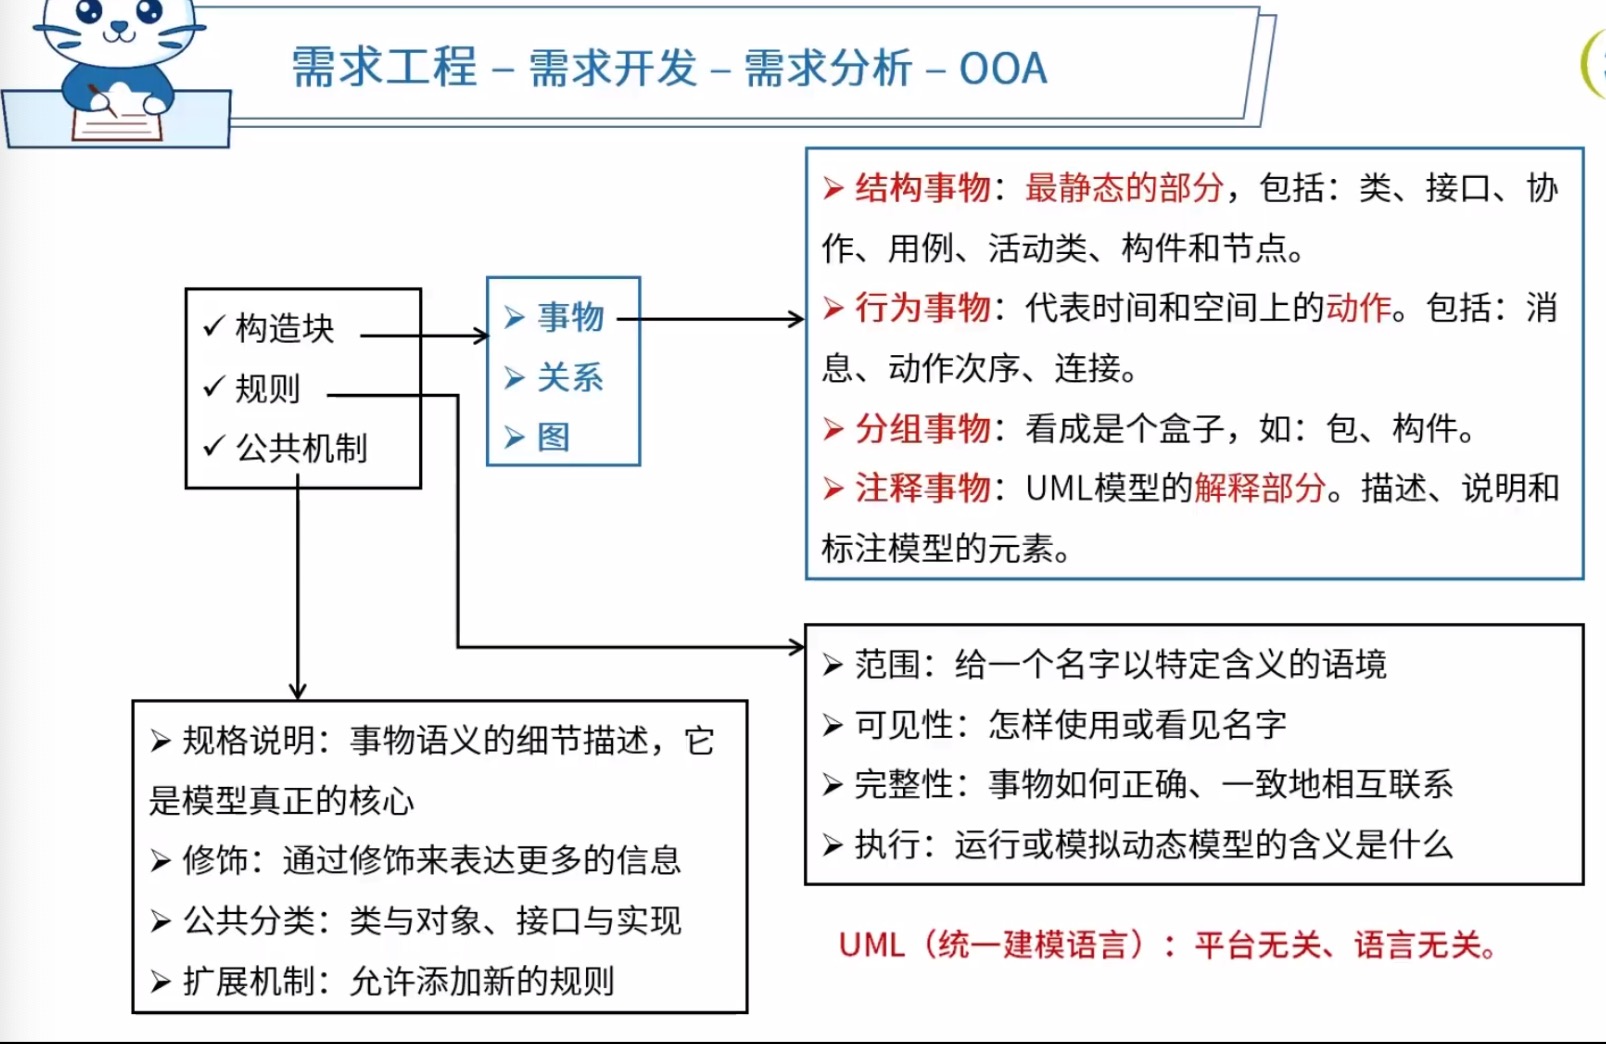 需求工程 – 需求开发 – 需求分析 – OOA
✓ 构造块
✓ 规则
✓ 公共机制
➢ 事物
➢ 关系
➢ 图
➢ 结构事物：最静态的部分，包括：类、接口、协
作、用例、活动类、构件和节点。
➢ 行为事物：代表时间和空间上的动作。包括：消
息、动作次序、连接。
➢ 分组事物：看成是个盒子，如：包、构件。
➢ 注释事物：UML模型的解释部分。描述、说明和
标注模型的元素。
➢ 范围：给一个名字以特定含义的语境
➢ 可见性：怎样使用或看见名字
➢ 完整性：事物如何正确、一致地相互联系
➢ 执行：运行或模拟动态模型的含义是什么
➢ 规格说明：事物语义的细节描述，它
是模型真正的核心
➢ 修饰：通过修饰来表达更多的信息
➢ 公共分类：类与对象、接口与实现
➢ 扩展机制：允许添加新的规则
UML（统一建模语言）：平台无关、语言无关。